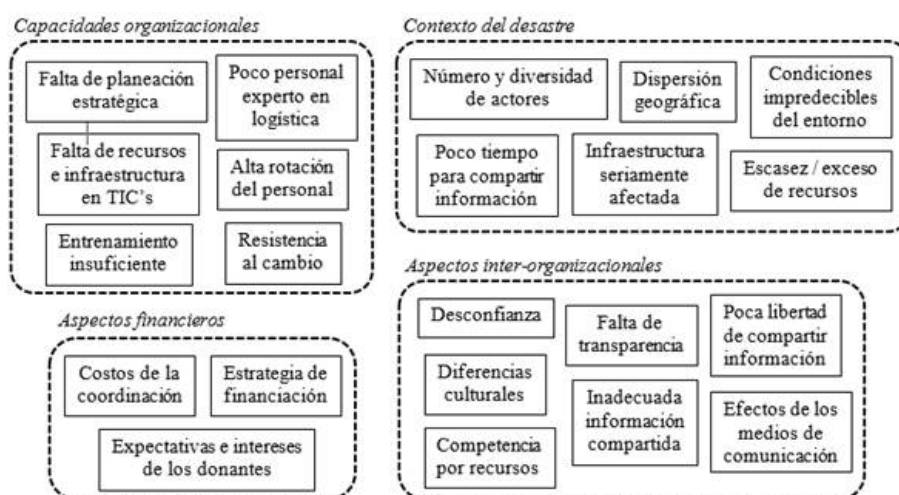 Capacidades organizacionales
Falta de planeación
estratégica
Poco personal
experto en
logística
Falta de recursos
e infraestructura
en TIC's
Alta rotación
del personal
Entrenamiento
insuficiente
Resistencia
al cambio
Contexto del desastre
Número y diversidad
de actores
Dispersión
geográfica
Condiciones
impredecibles
del entorno
Poco tiempo
para compartir
información
Infraestructura
seriamente
afectada
Escasez / exceso
de recursos
Aspectos financieros
Costos de la
coordinación
Estrategia de
financiación
Expectativas e intereses
de los donantes
Aspectos inter-organizacionales
Desconfianza
Falta de
transparencia
Poca libertad
de compartir
información
Diferencias
culturales
Inadecuada
información
compartida
Efectos de los
medios de
comunicación
Competencia
por recursos